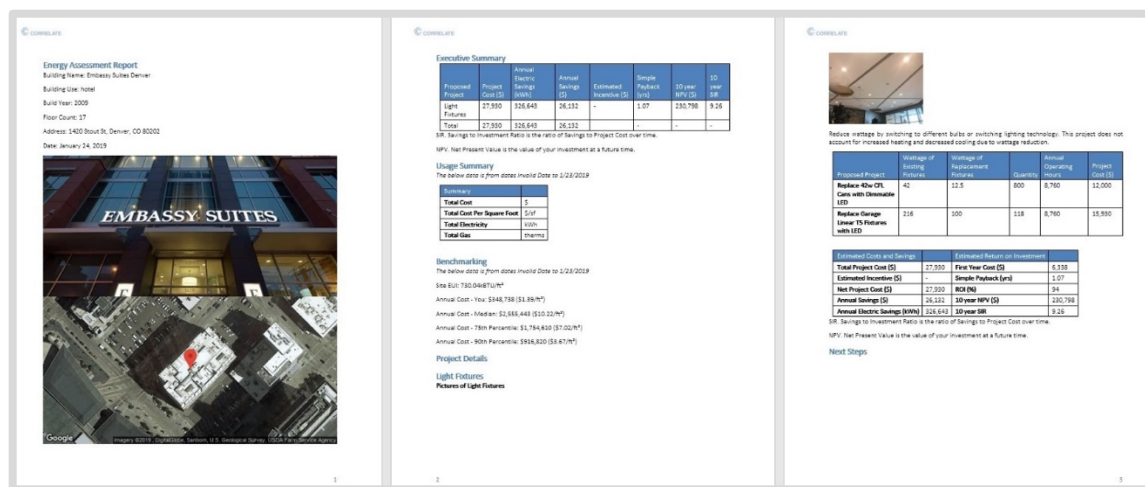 CORRELATE
Energy Assessment Report
Building Name: Embassy Suites Denver
Building Use: hotel
Build Year: 2009
Floor Count: 17
Address: 1420 Stout St, Denver, CO 80202
Date: January 24, 2019
EMBASSY SUITES
Google
Imagery ©2019 , DigitalGlobe, Sanborn, U.S. Geological Survey, USDA Farm Service Agency
1
CORRELATE
Executive Summary
Proposed Project | Project Cost ($) | Annual Electric Savings (kWh) | Annual Savings ($) | Estimated Incentive ($) | Simple Payback (yrs) | 10 year NPV ($) | 10 year SIR
Light Fixtures | 27,930 | 326,643 | 26,132 | - | 1.07 | 230,798 | 9.26
Total | 27,930 | 326,643 | 26,132 | | - | - | -
SIR. Savings to Investment Ratio is the ratio of Savings to Project Cost over time.
NPV. Net Present Value is the value of your investment at a future time.
Usage Summary
The below data is from dates Invalid Date to 1/23/2019
Summary
Total Cost | $
Total Cost Per Square Foot | $/sf
Total Electricity | kWh
Total Gas | therms
Benchmarking
The below data is from dates Invalid Date to 1/23/2019
Site EUI: 730.04kBTU/ft²
Annual Cost - You: $348,738 ($1.39/ft²)
Annual Cost - Median: $2,555,443 ($10.22/ft²)
Annual Cost - 75th Percentile: $1,754,610 ($7.02/ft²)
Annual Cost - 90th Percentile: $916,820 ($3.67/ft²)
Project Details
Light Fixtures
Pictures of Light Fixtures
2
CORRELATE
Reduce wattage by switching to different bulbs or switching lighting technology. This project does not
account for increased heating and decreased cooling due to wattage reduction.
Proposed Project | Wattage of Existing Fixtures | Wattage of Replacement Fixtures | Quantity | Annual Operating Hours | Project Cost ($)
Replace 42w CFL Cans with Dimmable LED | 42 | 12.5 | 800 | 8,760 | 12,000
Replace Garage Linear T5 Fixtures with LED | 216 | 100 | 118 | 8,760 | 15,930
Estimated Costs and Savings | Estimated Return on Investment
Total Project Cost ($) | 27,930 | First Year Cost ($) | 6,338
Estimated Incentive ($) | - | Simple Payback (yrs) | 1.07
Net Project Cost ($) | 27,930 | ROI (%) | 94
Annual Savings ($) | 26,132 | 10 year NPV ($) | 230,798
Annual Electric Savings (kWh) | 326,643 | 10 year SIR | 9.26
SIR. Savings to Investment Ratio is the ratio of Savings to Project Cost over time.
NPV. Net Present Value is the value of your investment at a future time.
Next Steps
3